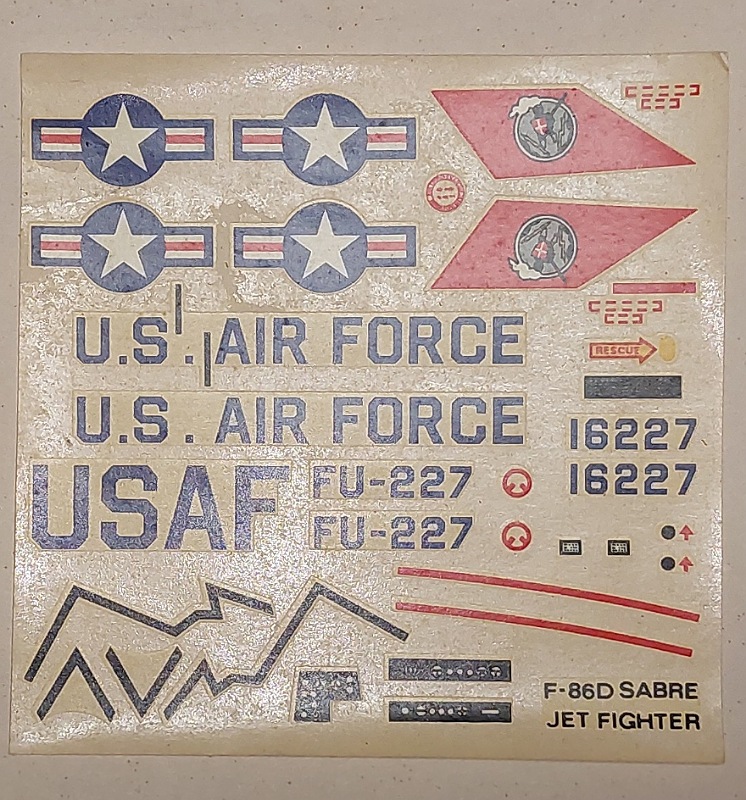 RESCUE
U.S. AIR FORCE
U.S. AIR FORCE
16227
16227
USAF
FU-227
FU-227
F-86D SABRE
JET FIGHTER